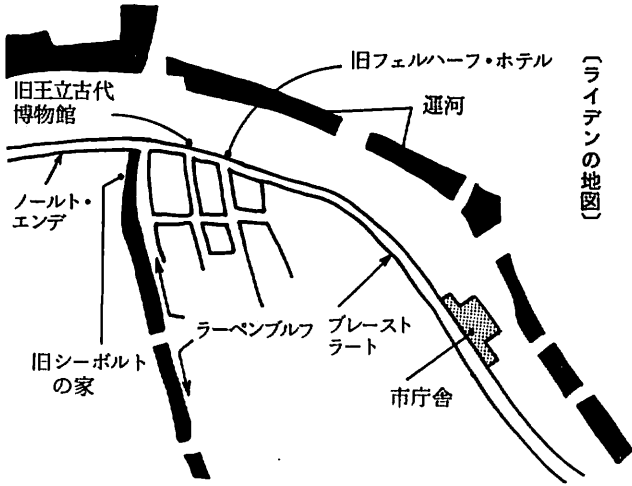 〔ライデンの地図〕
旧フェルハーフ・ホテル
運河
旧王立古代
博物館
ノールト・
エンデ
ラーペンブルフ
ブレースト
ラート
旧シーボルト
の家
市庁舎